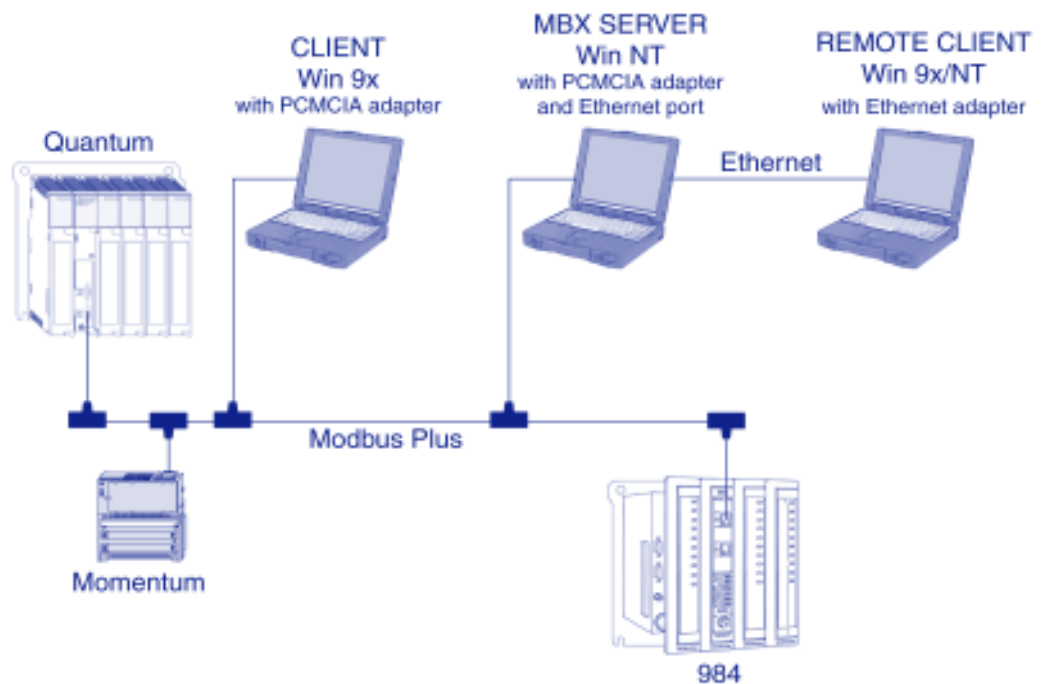 CLIENT
Win 9x
with PCMCIA adapter
MBX SERVER
Win NT
with PCMCIA adapter
and Ethernet port
REMOTE CLIENT
Win 9x/NT
with Ethernet adapter
Quantum
Ethernet
Modbus Plus
Momentum
984